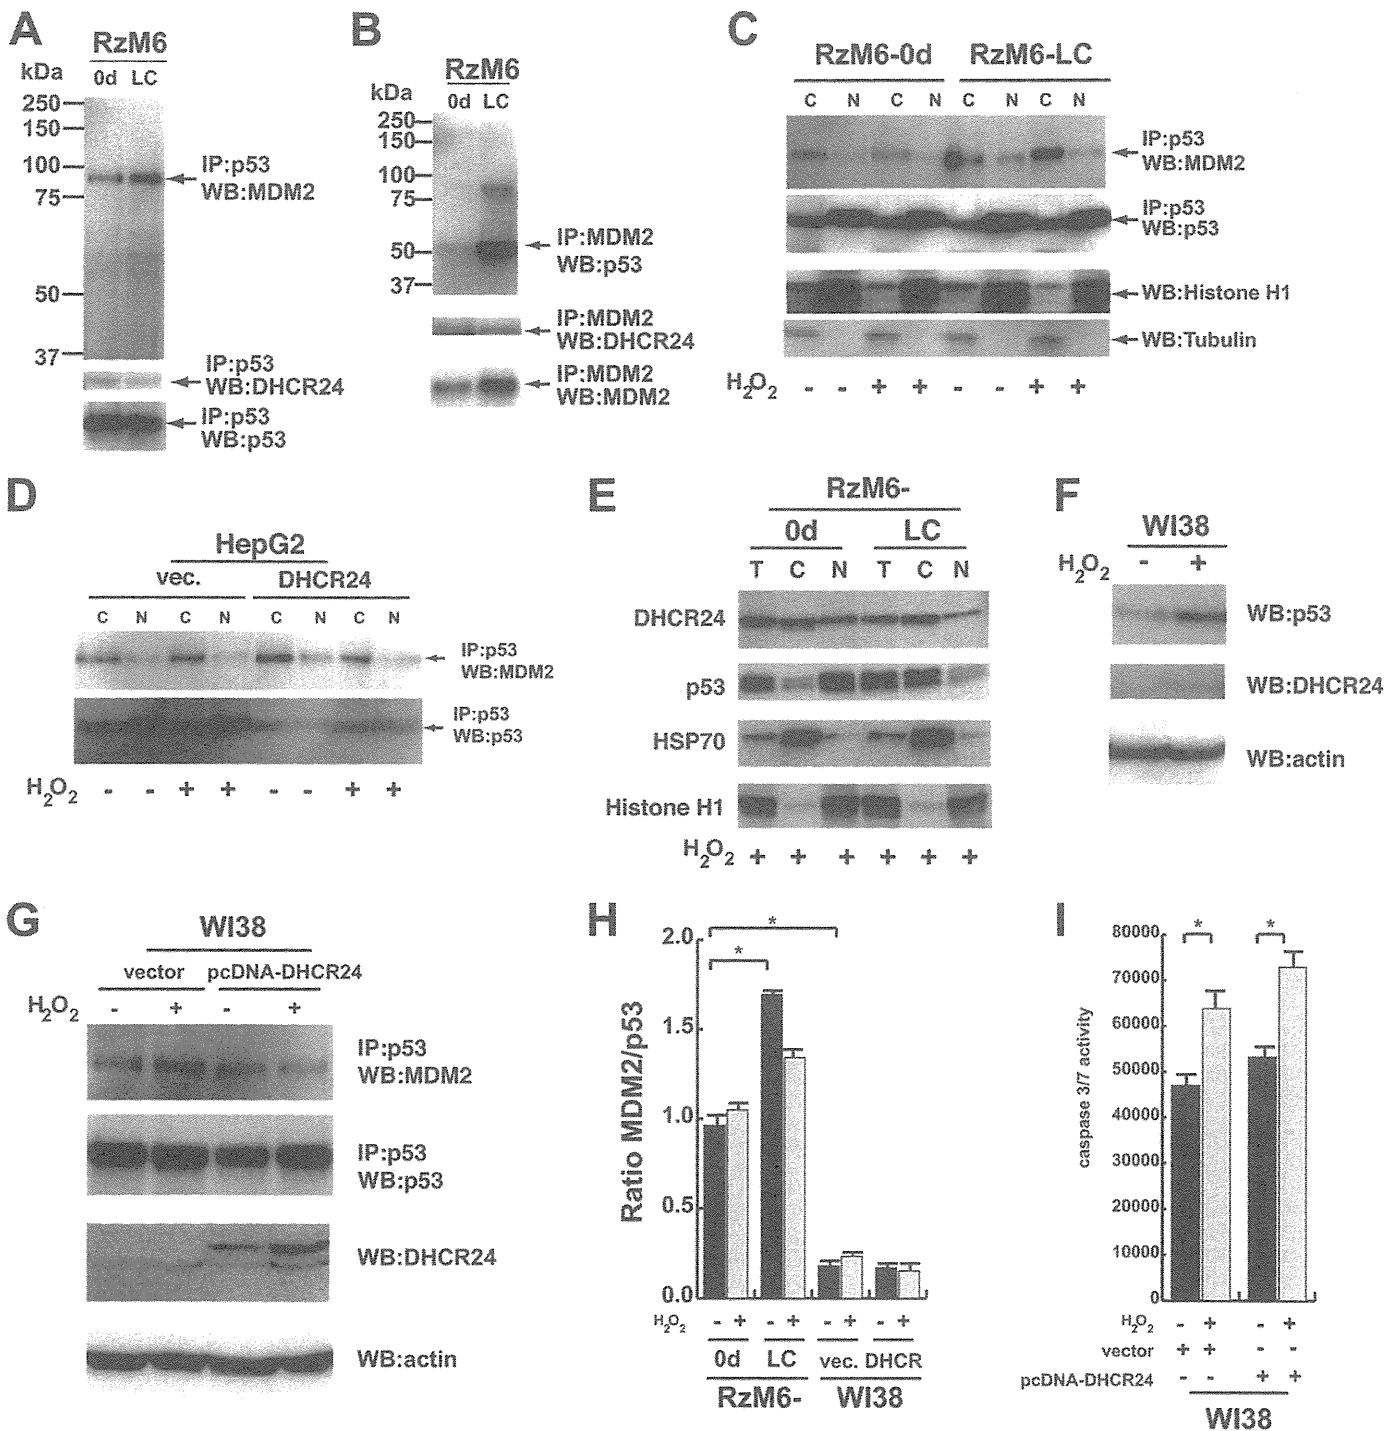 A
RzM6
kDa
0d LC
250
150
100
75
50
37
IP:p53
WB:MDM2
IP:p53
WB:DHCR24
IP:p53
WB:p53
B
RzM6
kDa
0d LC
250
150
100
75
50
37
IP:MDM2
WB:p53
IP:MDM2
WB:DHCR24
IP:MDM2
WB:MDM2
C
RzM6-0d RzM6-LC
C N C N C N C N
IP:p53
WB:MDM2
IP:p53
WB:p53
WB:Histone H1
WB:Tubulin
H2O2 - - + + - - + +
D
HepG2
vec. DHCR24
C N C N C N C N
IP:p53
WB:MDM2
IP:p53
WB:p53
H2O2 - - + + - - + +
E
RzM6-
0d LC
T C N T C N
DHCR24
p53
HSP70
Histone H1
H2O2 + + + + + +
F
WI38
H2O2 - +
WB:p53
WB:DHCR24
WB:actin
G
WI38
vector pcDNA-DHCR24
H2O2 - + - +
IP:p53
WB:MDM2
IP:p53
WB:p53
WB:DHCR24
WB:actin
H
Ratio MDM2/p53
2.0
1.5
1.0
0.5
0.0
*
*
H2O2 - + - + - + - +
0d LC vec. DHCR
RzM6- WI38
I
caspase 3/7 activity
80000
70000
60000
50000
40000
30000
20000
10000
0
* *
H2O2 - + - +
vector + + - -
pcDNA-DHCR24 - - + +
WI38